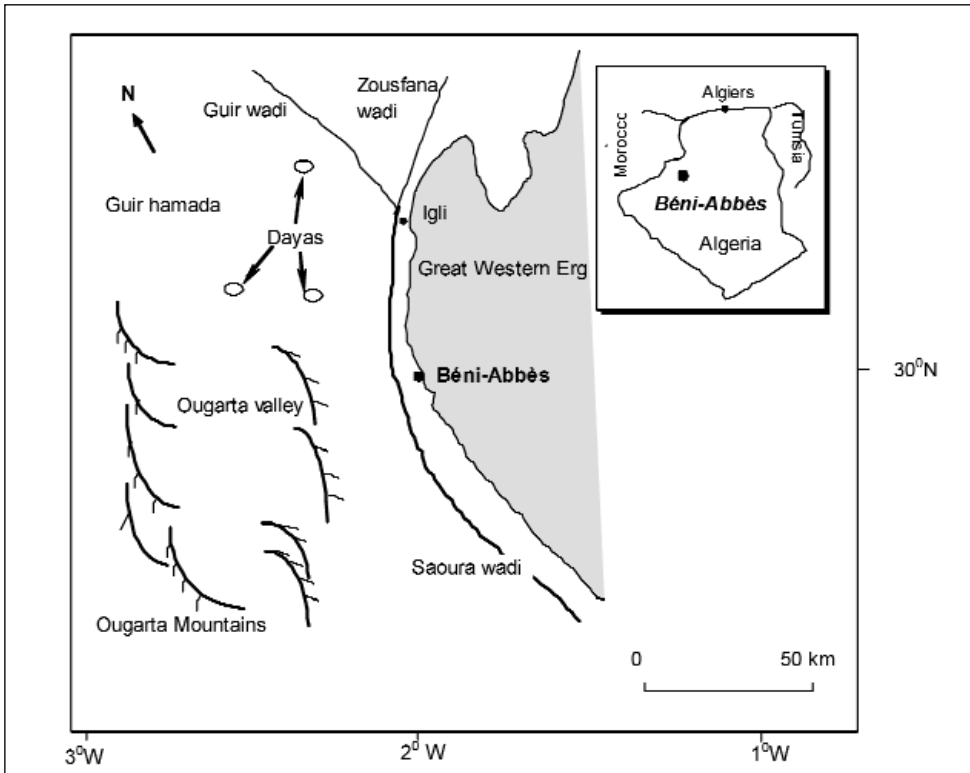 Zousfana
wadi
Guir wadi
N
Guir hamada
Dayas
Igli
Great Western Erg
Béni-Abbès
Ougarta valley
Saoura wadi
Ougarta Mountains
Algiers
Moroccc
Tunisia
Béni-Abbès
Algeria
30⁰N
0 50 km
3⁰W
2⁰ W
1⁰W